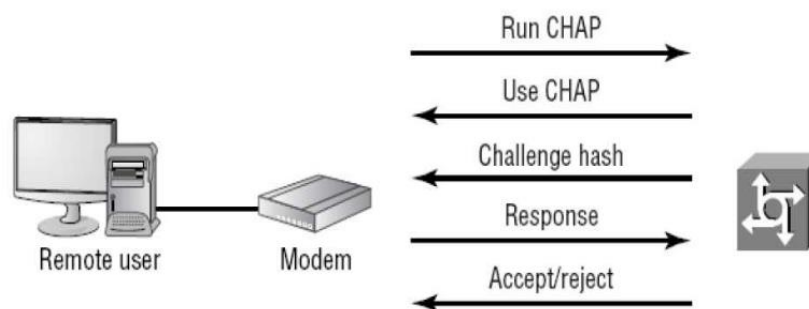 Run CHAP
Use CHAP
Challenge hash
Response
Accept/reject
Remote user
Modem